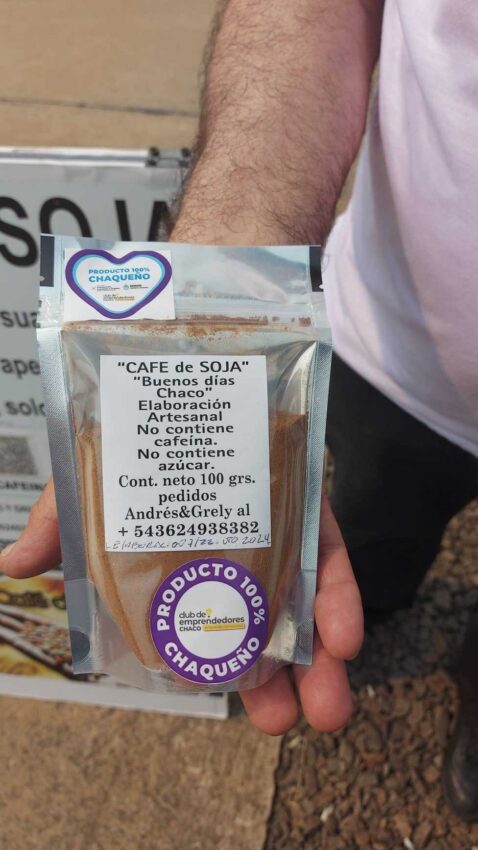 SOJA
PRODUCTO 100%
CHAQUEÑO
"CAFE de SOJA"
"Buenos días
Chaco"
Elaboración
Artesanal
No contiene
cafeína.
No contiene
azúcar.
Cont. neto 100 grs.
pedidos
Andrés&Grely al
+ 543624938382
PRODUCTO 100%
club de
emprendedores
CHACO
CHAQUEÑO